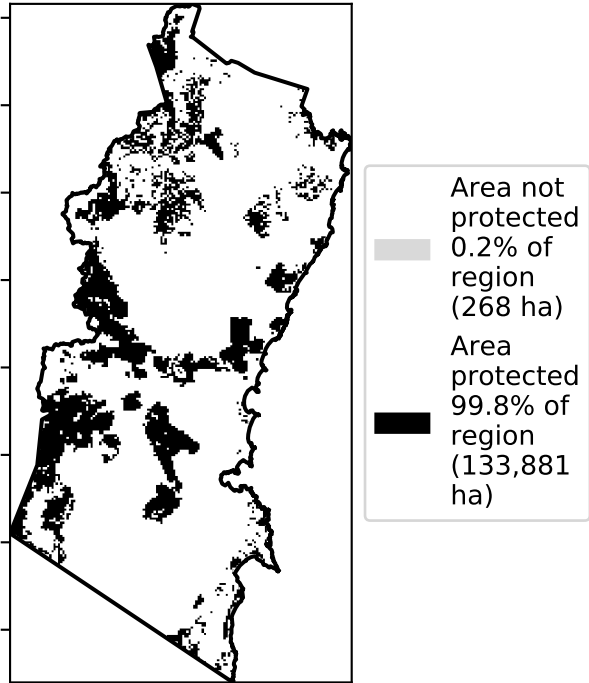 Area not
protected
0.2% of
region
(268 ha)
Area
protected
99.8% of
region
(133,881
ha)